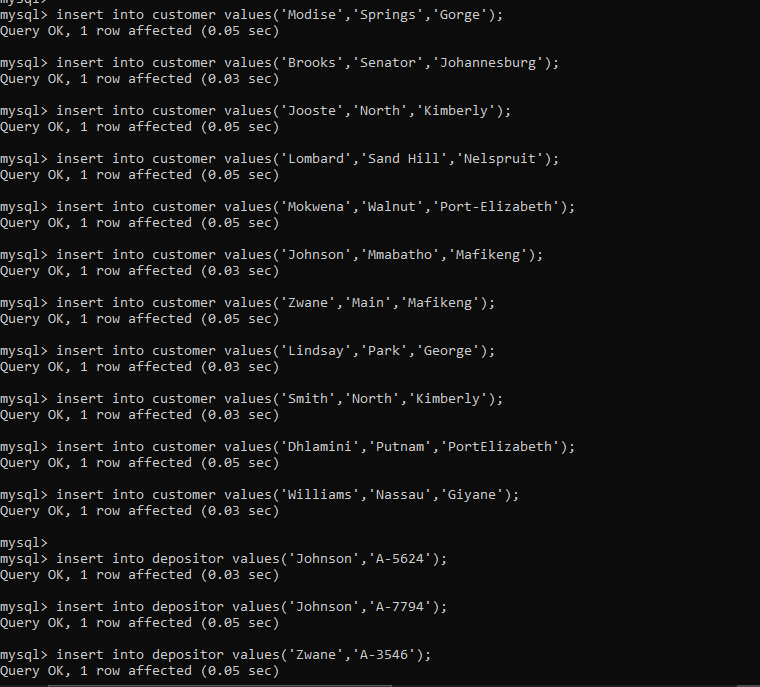 mysql>
mysql> insert into customer values('Modise','Springs','Gorge');
Query OK, 1 row affected (0.05 sec)
mysql> insert into customer values('Brooks','Senator','Johannesburg');
Query OK, 1 row affected (0.03 sec)
mysql> insert into customer values('Jooste','North','Kimberly');
Query OK, 1 row affected (0.05 sec)
mysql> insert into customer values('Lombard','Sand Hill','Nelspruit');
Query OK, 1 row affected (0.05 sec)
mysql> insert into customer values('Mokwena','Walnut','Port-Elizabeth');
Query OK, 1 row affected (0.05 sec)
mysql> insert into customer values('Johnson','Mmabatho','Mafikeng');
Query OK, 1 row affected (0.03 sec)
mysql> insert into customer values('Zwane','Main','Mafikeng');
Query OK, 1 row affected (0.05 sec)
mysql> insert into customer values('Lindsay','Park','George');
Query OK, 1 row affected (0.03 sec)
mysql> insert into customer values('Smith','North','Kimberly');
Query OK, 1 row affected (0.03 sec)
mysql> insert into customer values('Dhlamini','Putnam','PortElizabeth');
Query OK, 1 row affected (0.05 sec)
mysql> insert into customer values('Williams','Nassau','Giyane');
Query OK, 1 row affected (0.03 sec)
mysql>
mysql> insert into depositor values('Johnson','A-5624');
Query OK, 1 row affected (0.03 sec)
mysql> insert into depositor values('Johnson','A-7794');
Query OK, 1 row affected (0.05 sec)
mysql> insert into depositor values('Zwane','A-3546');
Query OK, 1 row affected (0.05 sec)